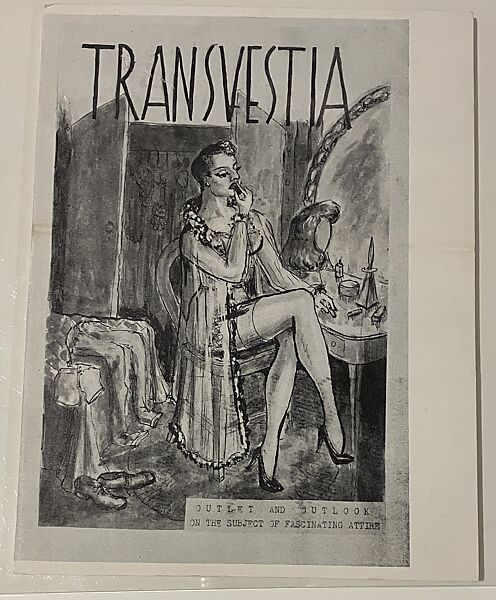 TRANSVESTIA
OUTLET AND OUTLOOK
ON THE SUBJECT OF FASCINATING ATTIRE